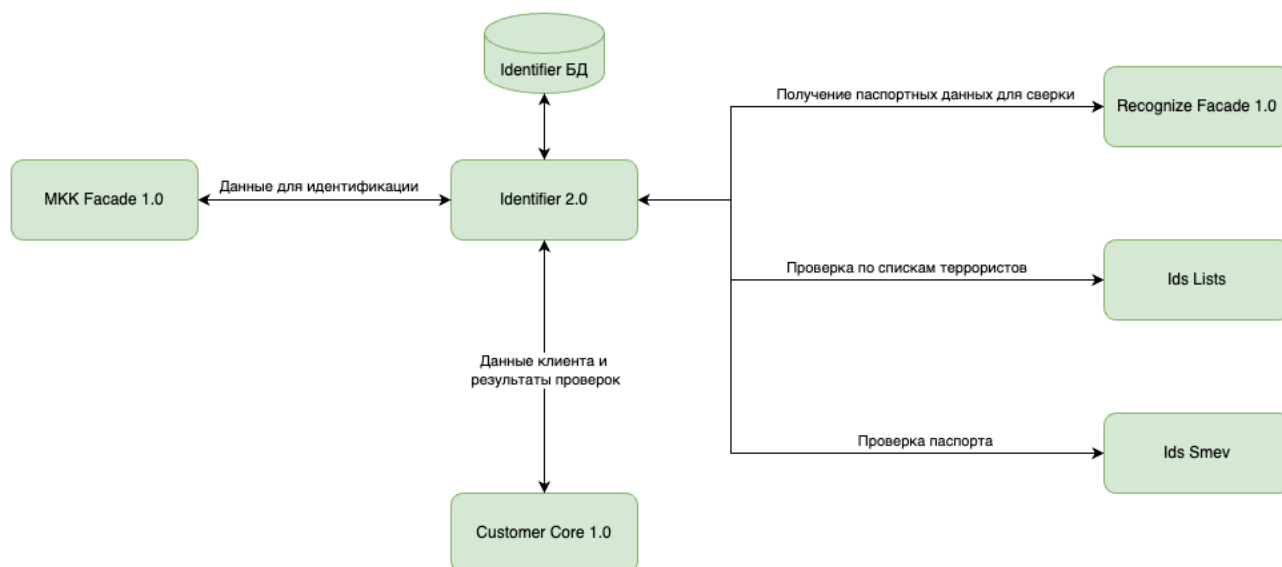 Identifier БД
Получение паспортных данных для сверки
Recognize Facade 1.0
MKK Facade 1.0
Данные для идентификации
Identifier 2.0
Проверка по спискам террористов
Ids Lists
Данные клиента и
результаты проверок
Проверка паспорта
Ids Smev
Customer Core 1.0